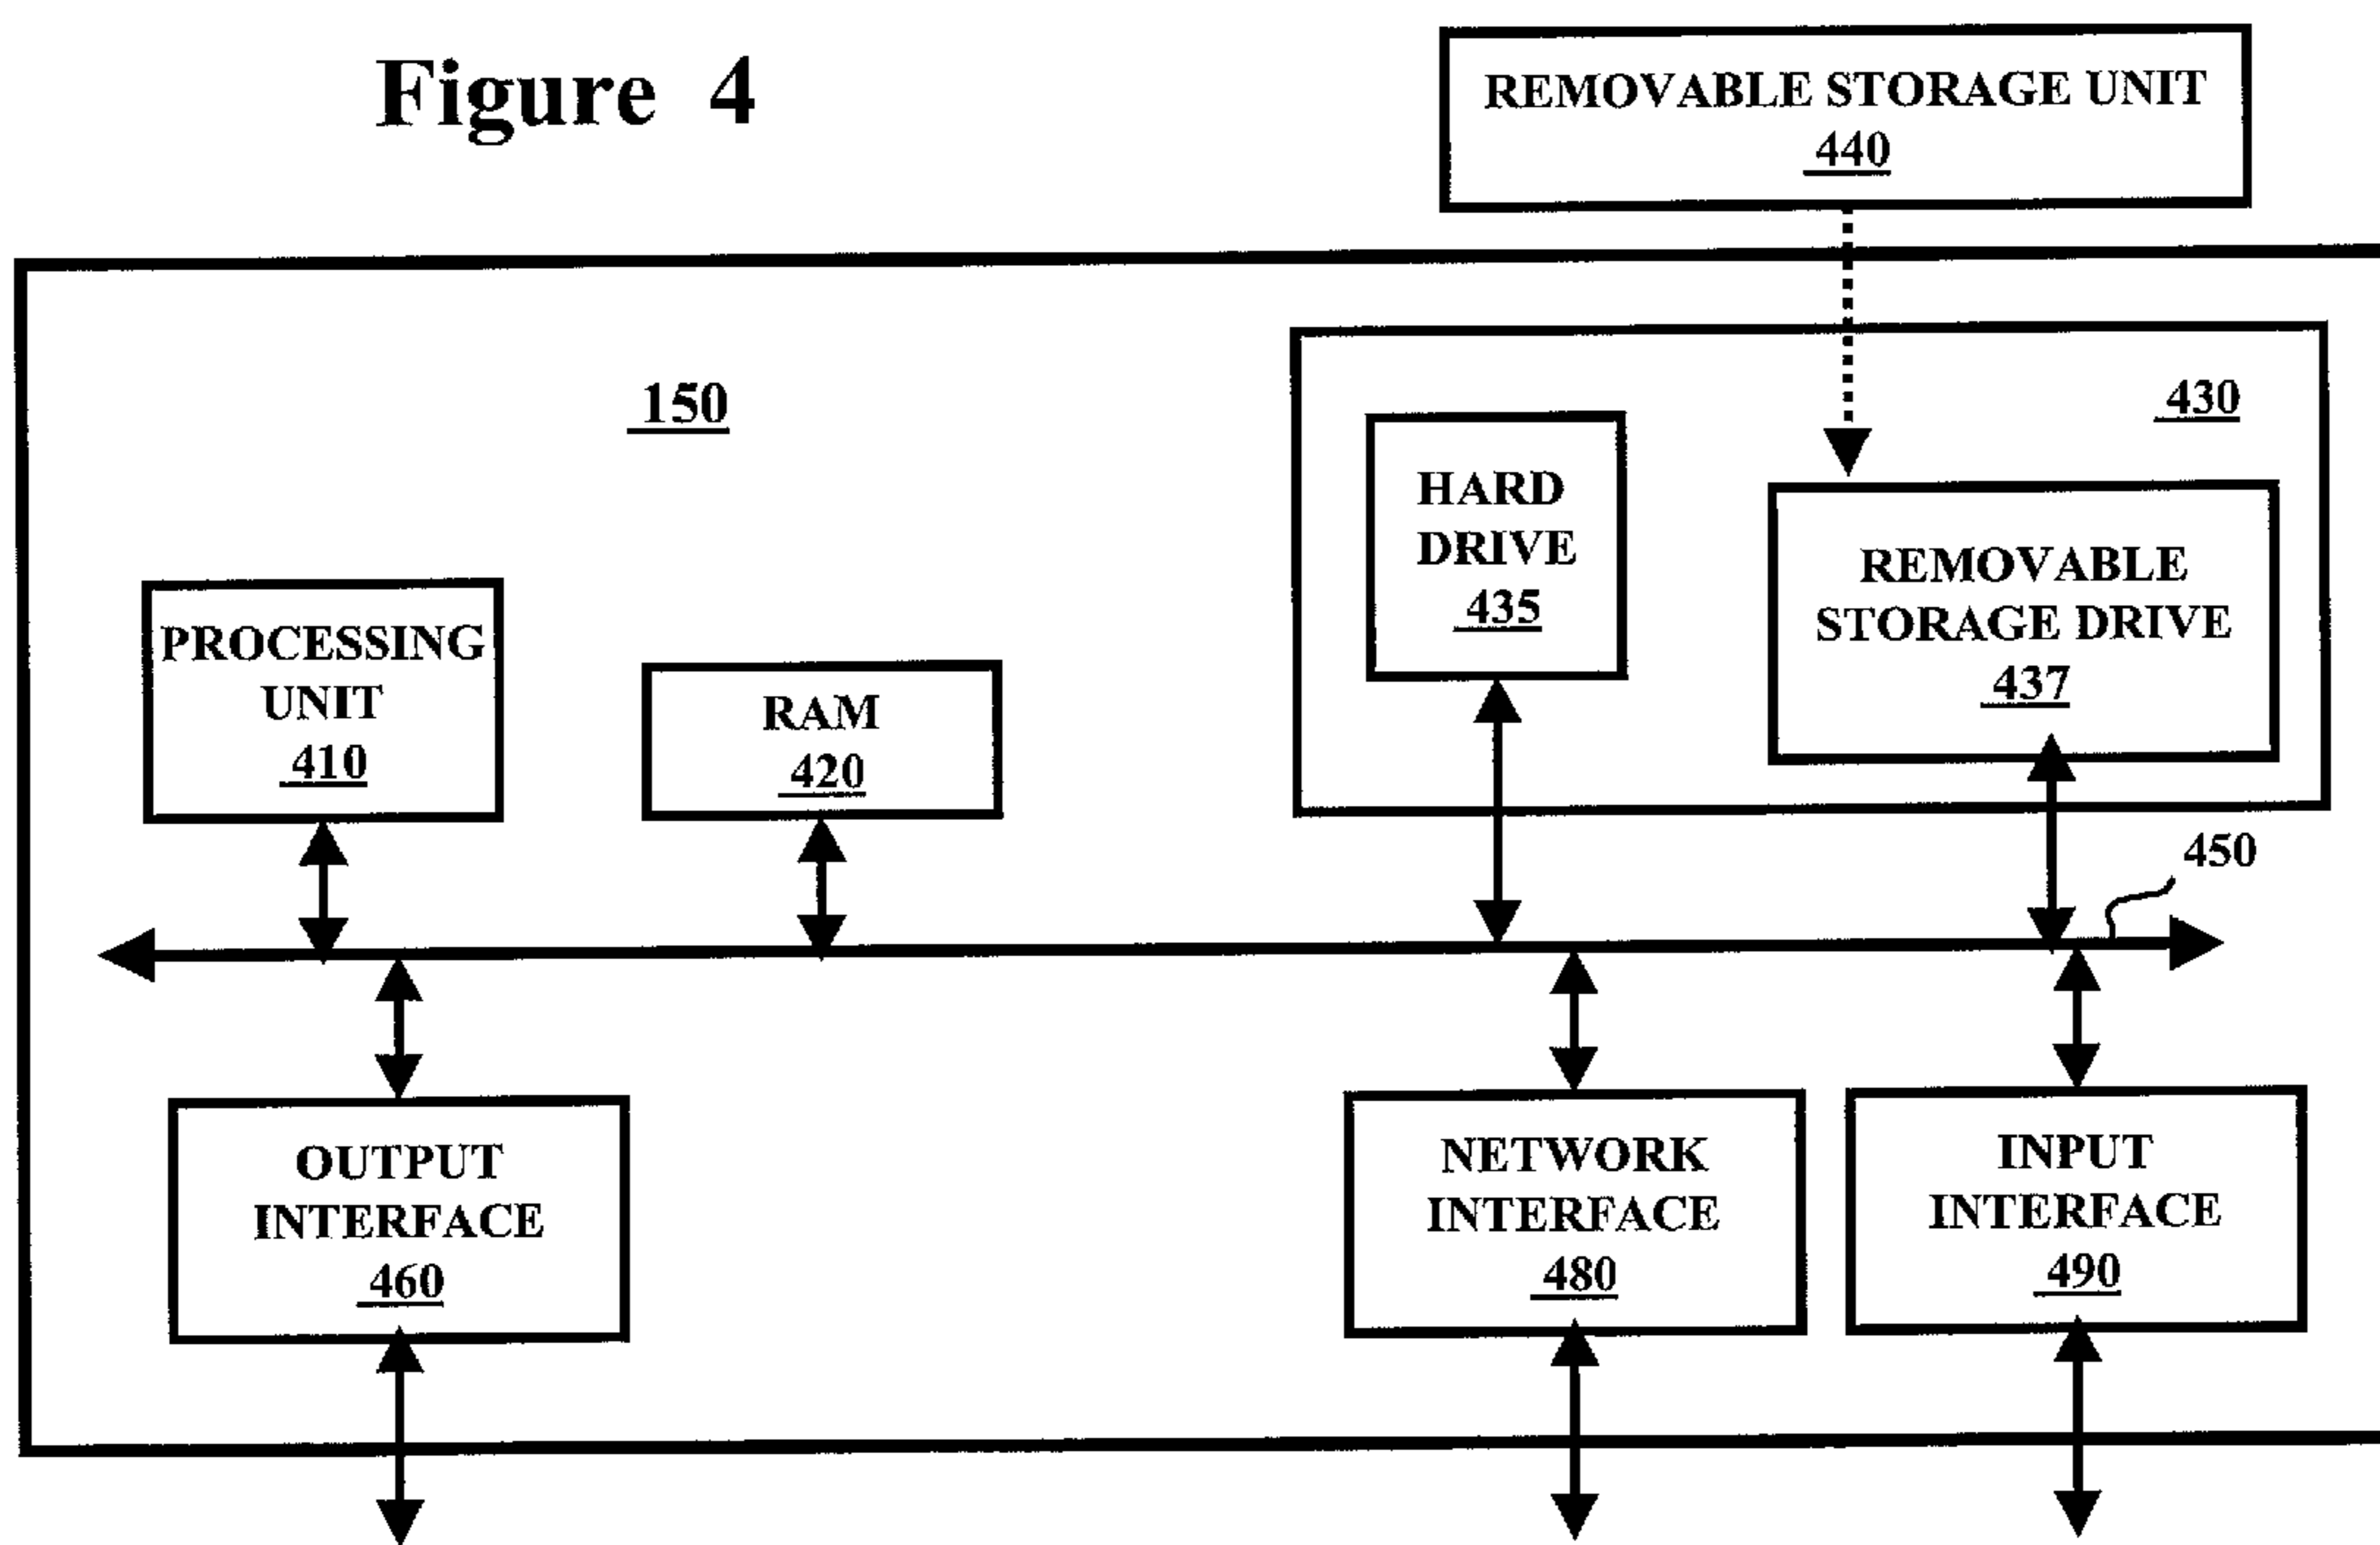 Figure 4
REMOVABLE STORAGE UNIT
440
150
430
HARD
DRIVE
435
REMOVABLE
STORAGE DRIVE
437
PROCESSING
UNIT
410
RAM
420
450
OUTPUT
INTERFACE
460
NETWORK
INTERFACE
480
INPUT
INTERFACE
490